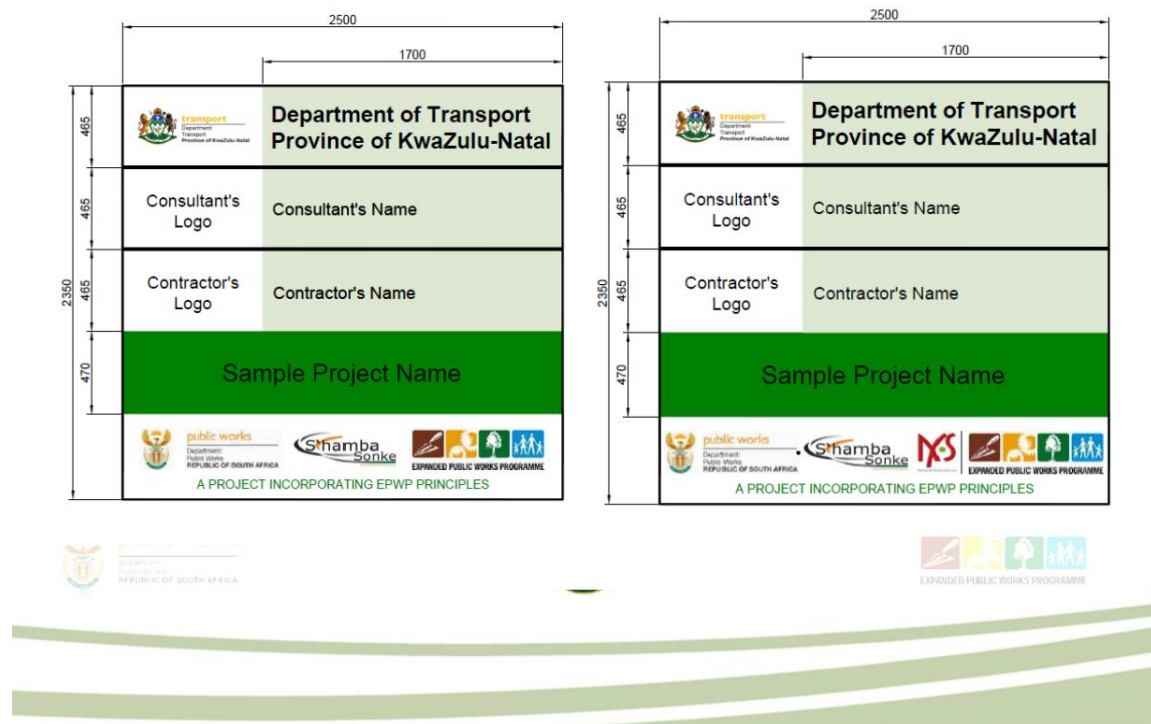 2500
1700
2350
465
465
465
470
transport
Department:
Transport
Province of KwaZulu-Natal
Department of Transport
Province of KwaZulu-Natal
Consultant's
Logo
Consultant's Name
Contractor's
Logo
Contractor's Name
Sample Project Name
public works
Department:
Public Works
REPUBLIC OF SOUTH AFRICA
S'hamba
Sonke
EXPANDED PUBLIC WORKS PROGRAMME
A PROJECT INCORPORATING EPWP PRINCIPLES
2500
1700
2350
465
465
465
470
transport
Department:
Transport
Province of KwaZulu-Natal
Department of Transport
Province of KwaZulu-Natal
Consultant's
Logo
Consultant's Name
Contractor's
Logo
Contractor's Name
Sample Project Name
public works
Department:
Public Works
REPUBLIC OF SOUTH AFRICA
S'hamba
Sonke
NYS
EXPANDED PUBLIC WORKS PROGRAMME
A PROJECT INCORPORATING EPWP PRINCIPLES
REPUBLIC OF SOUTH AFRICA
EXPANDED PUBLIC WORKS PROGRAMME